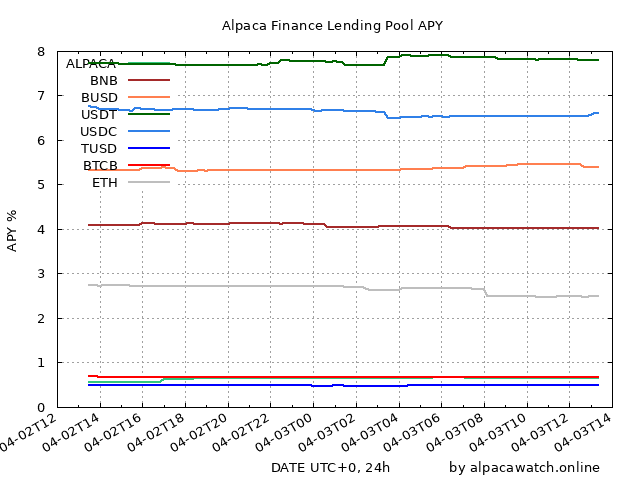 Alpaca Finance Lending Pool APY
8
7
6
5
4
3
2
1
0
APY %
ALPACA
BNB
BUSD
USDT
USDC
TUSD
BTCB
ETH
04-02T12
04-02T14
04-02T16
04-02T18
04-02T20
04-02T22
04-03T00
04-03T02
04-03T04
04-03T06
04-03T08
04-03T10
04-03T12
04-03T14
DATE UTC+0, 24h
by alpacawatch.online